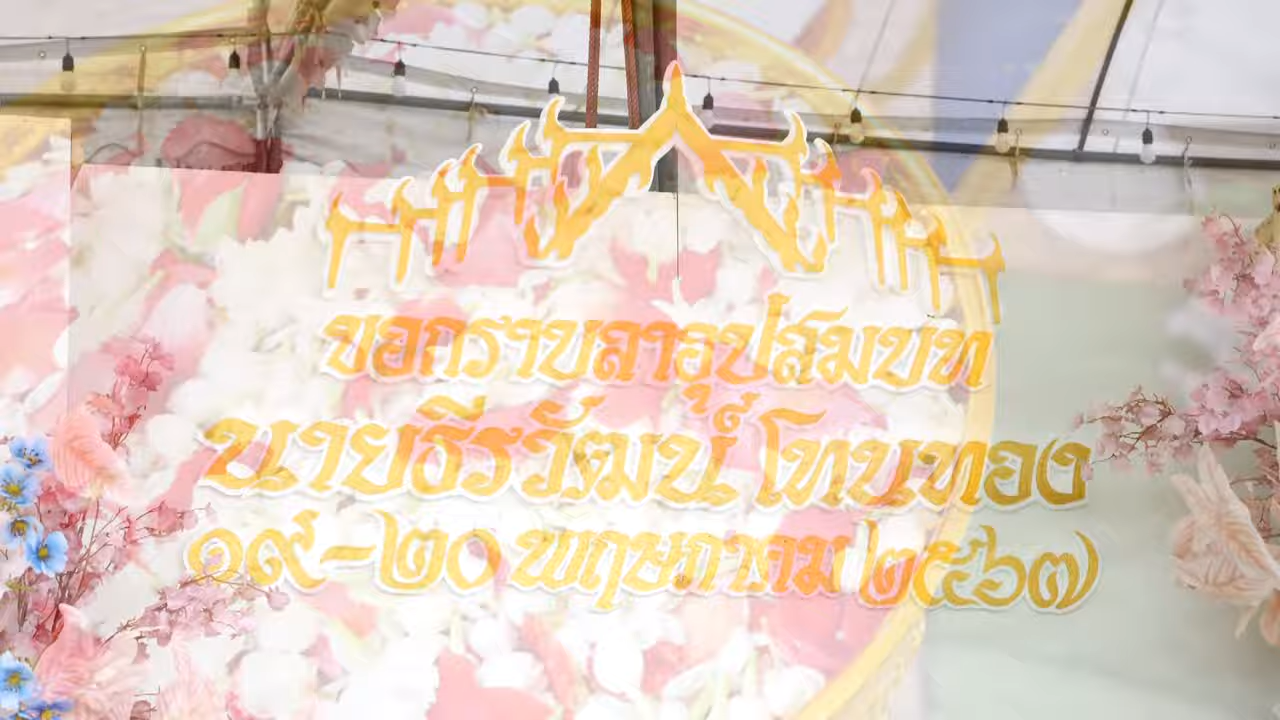 ขอกราบลาอุปสมบท
นายธีรวัฒน์ โทนทอง
๑๙-๒๐ พฤษภาคม ๒๕๖๗